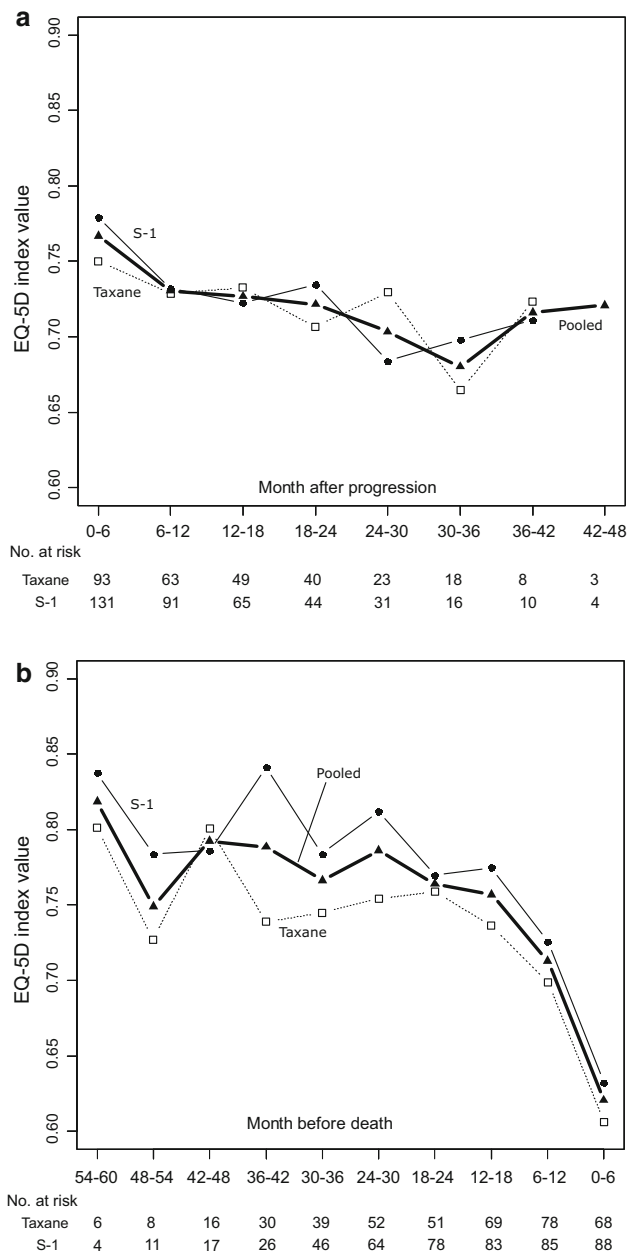 a
0.90
0.85
0.80
0.75
0.70
0.65
0.60
EQ-5D index value
S-1
Taxane
Pooled
Month after progression
0-6 6-12 12-18 18-24 24-30 30-36 36-42 42-48
No. at risk
Taxane 93 63 49 40 23 18 8 3
S-1 131 91 65 44 31 16 10 4
b
0.90
0.85
0.80
0.75
0.70
0.65
0.60
EQ-5D index value
S-1
Pooled
Taxane
Month before death
54-60 48-54 42-48 36-42 30-36 24-30 18-24 12-18 6-12 0-6
No. at risk
Taxane 6 8 16 30 39 52 51 69 78 68
S-1 4 11 17 26 46 64 78 83 85 88